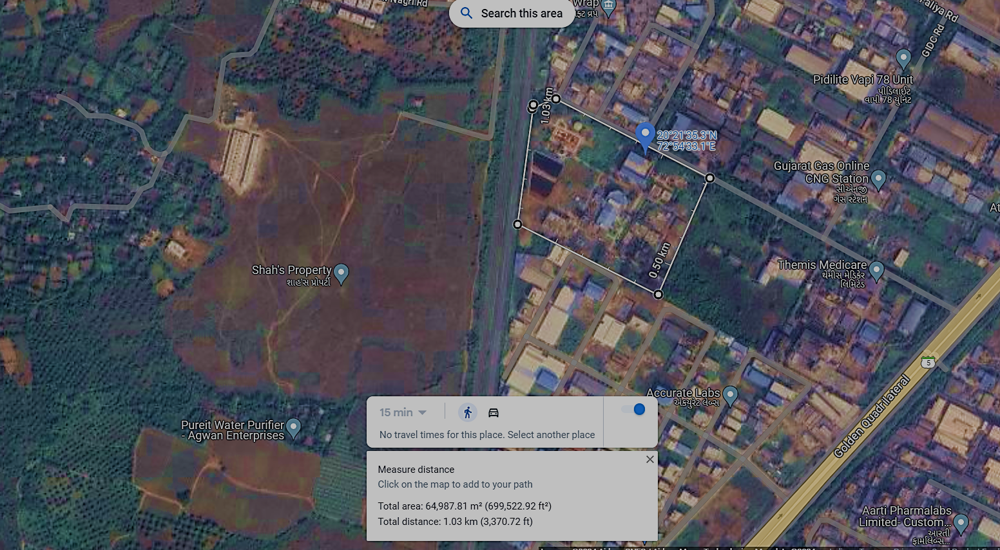 Nagri Rd
Search this area
Wrap
ફ્ટ વ્રપ
Faliya Rd
GIDC Rd
Pidilite Vapi 78 Unit
પીડિલાઈટ
વાપી 78 યુનિટ
1.03 km
20°21'35.3"N
72°54'33.1"E
Gujarat Gas Online
CNG Station
સીએનજી
ગેસ સ્ટેશન
At
0.50 km
Shah's Property
શાહ'સ પ્રોપર્ટી
Themis Medicare
થેમીસ મેડિકેર
લિમિટેડ
5
Golden Quadrilateral
Accurate Labs
એક્યુરેટ લેબ્સ
15 min
No travel times for this place. Select another place
Pureit Water Purifier
- Agwan Enterprises
Measure distance
Click on the map to add to your path
Total area: 64,987.81 m² (699,522.92 ft²)
Total distance: 1.03 km (3,370.72 ft)
Aarti Pharmalabs
Limited- Custom...
આરતી
ફાર્માલેબ્સ...